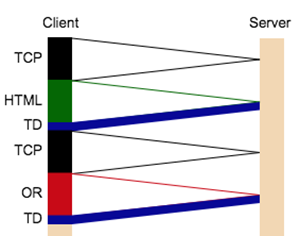 Client Server
TCP
HTML
TD
TCP
OR
TD